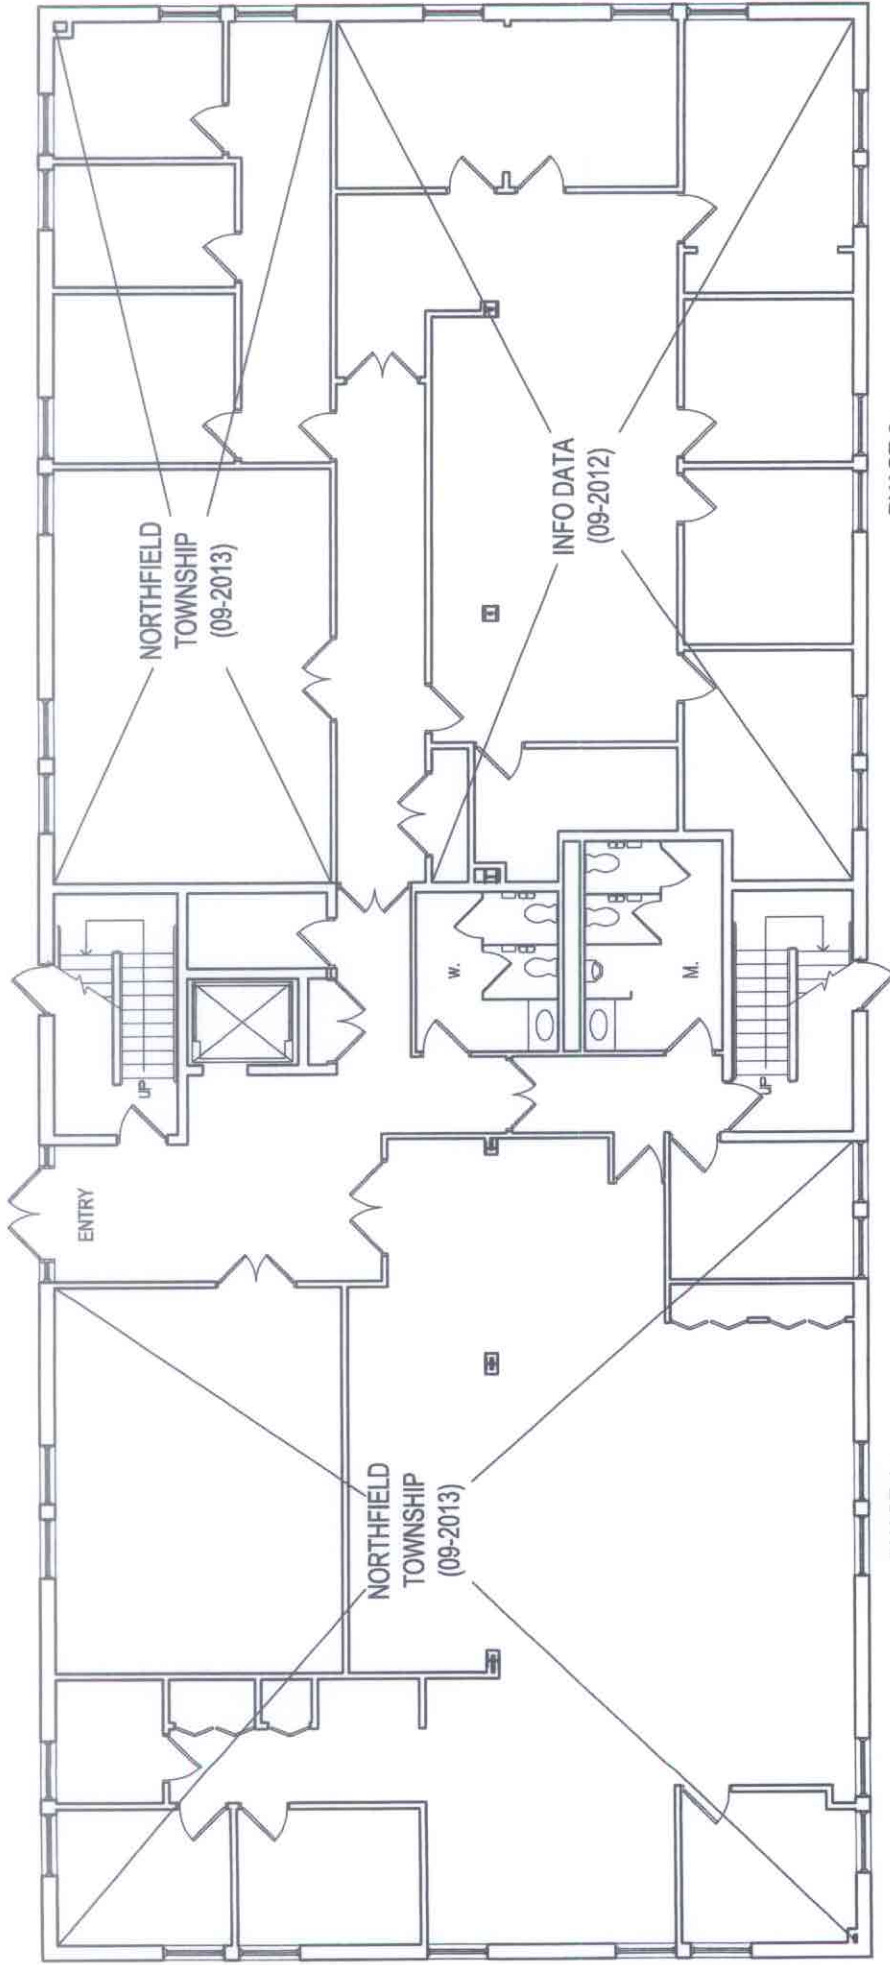 NORTHFIELD
TOWNSHIP
(09-2013)
INFO DATA
(09-2012)
UP
W.
M.
UP
ENTRY
NORTHFIELD
TOWNSHIP
(09-2013)